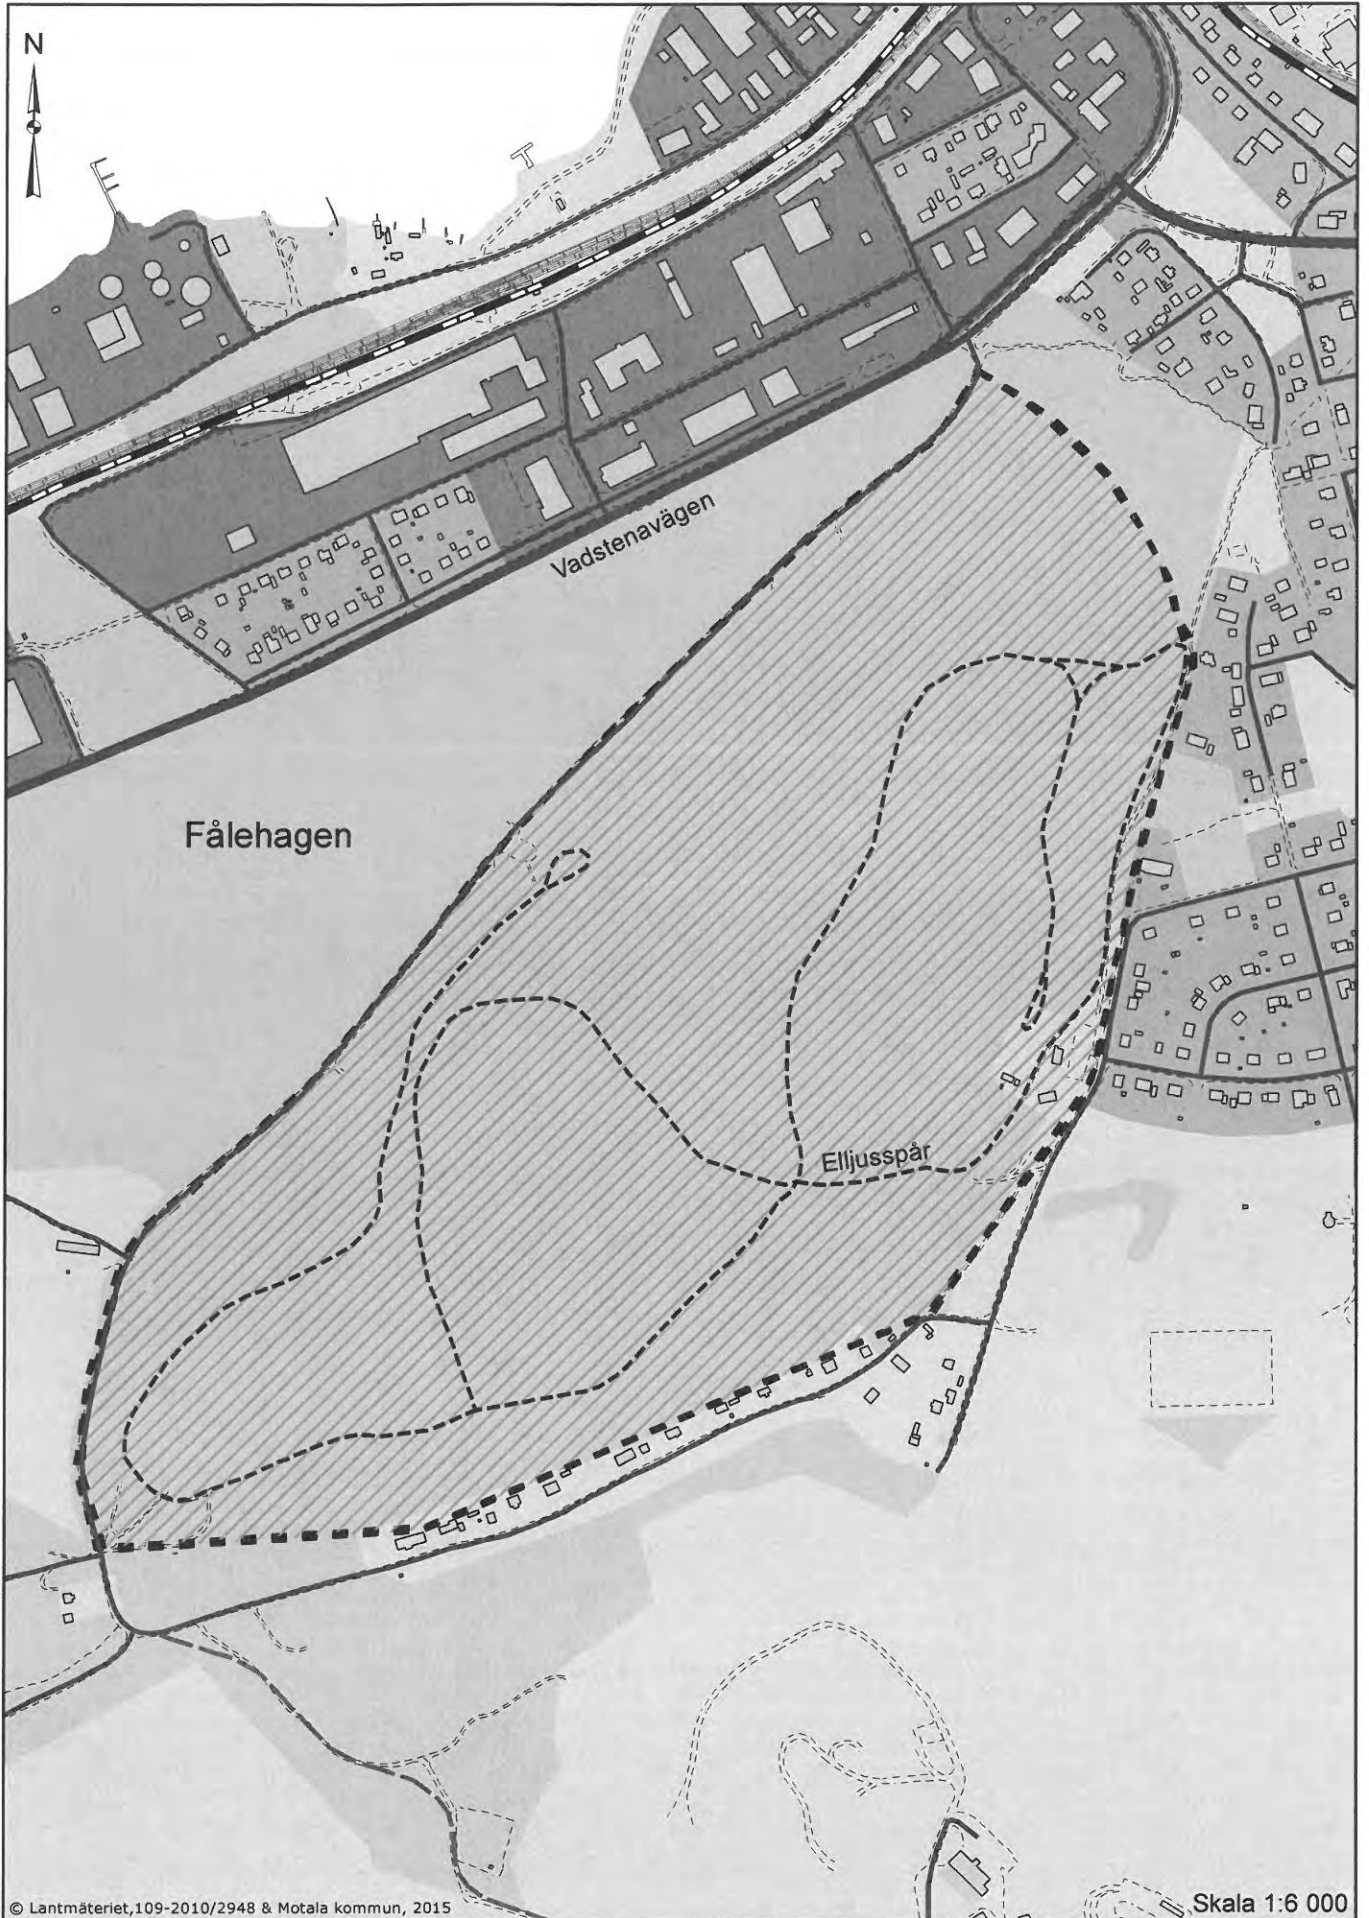 N
Vadstenavägen
Fålehagen
Elljusspår
© Lantmäteriet,109-2010/2948 & Motala kommun, 2015
Skala 1:6 000